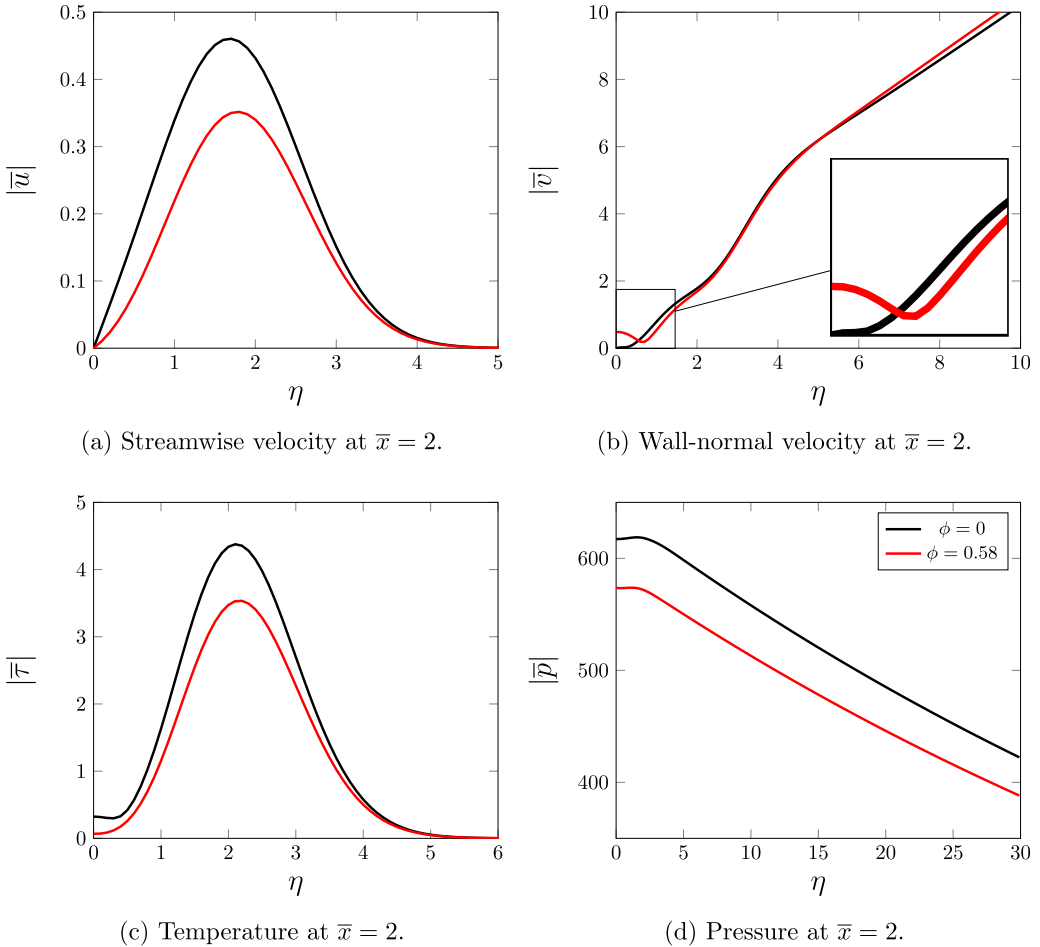 0.5
0.4
0.3
0.2
0.1
0
0 1 2 3 4 5
|u̅|
η
(a) Streamwise velocity at x̅ = 2.
10
8
6
4
2
0
0 2 4 6 8 10
|v̅|
η
(b) Wall-normal velocity at x̅ = 2.
5
4
3
2
1
0
0 1 2 3 4 5 6
|τ̅|
η
(c) Temperature at x̅ = 2.
600
500
400
0 5 10 15 20 25 30
|p̅|
η
ϕ = 0
ϕ = 0.58
(d) Pressure at x̅ = 2.